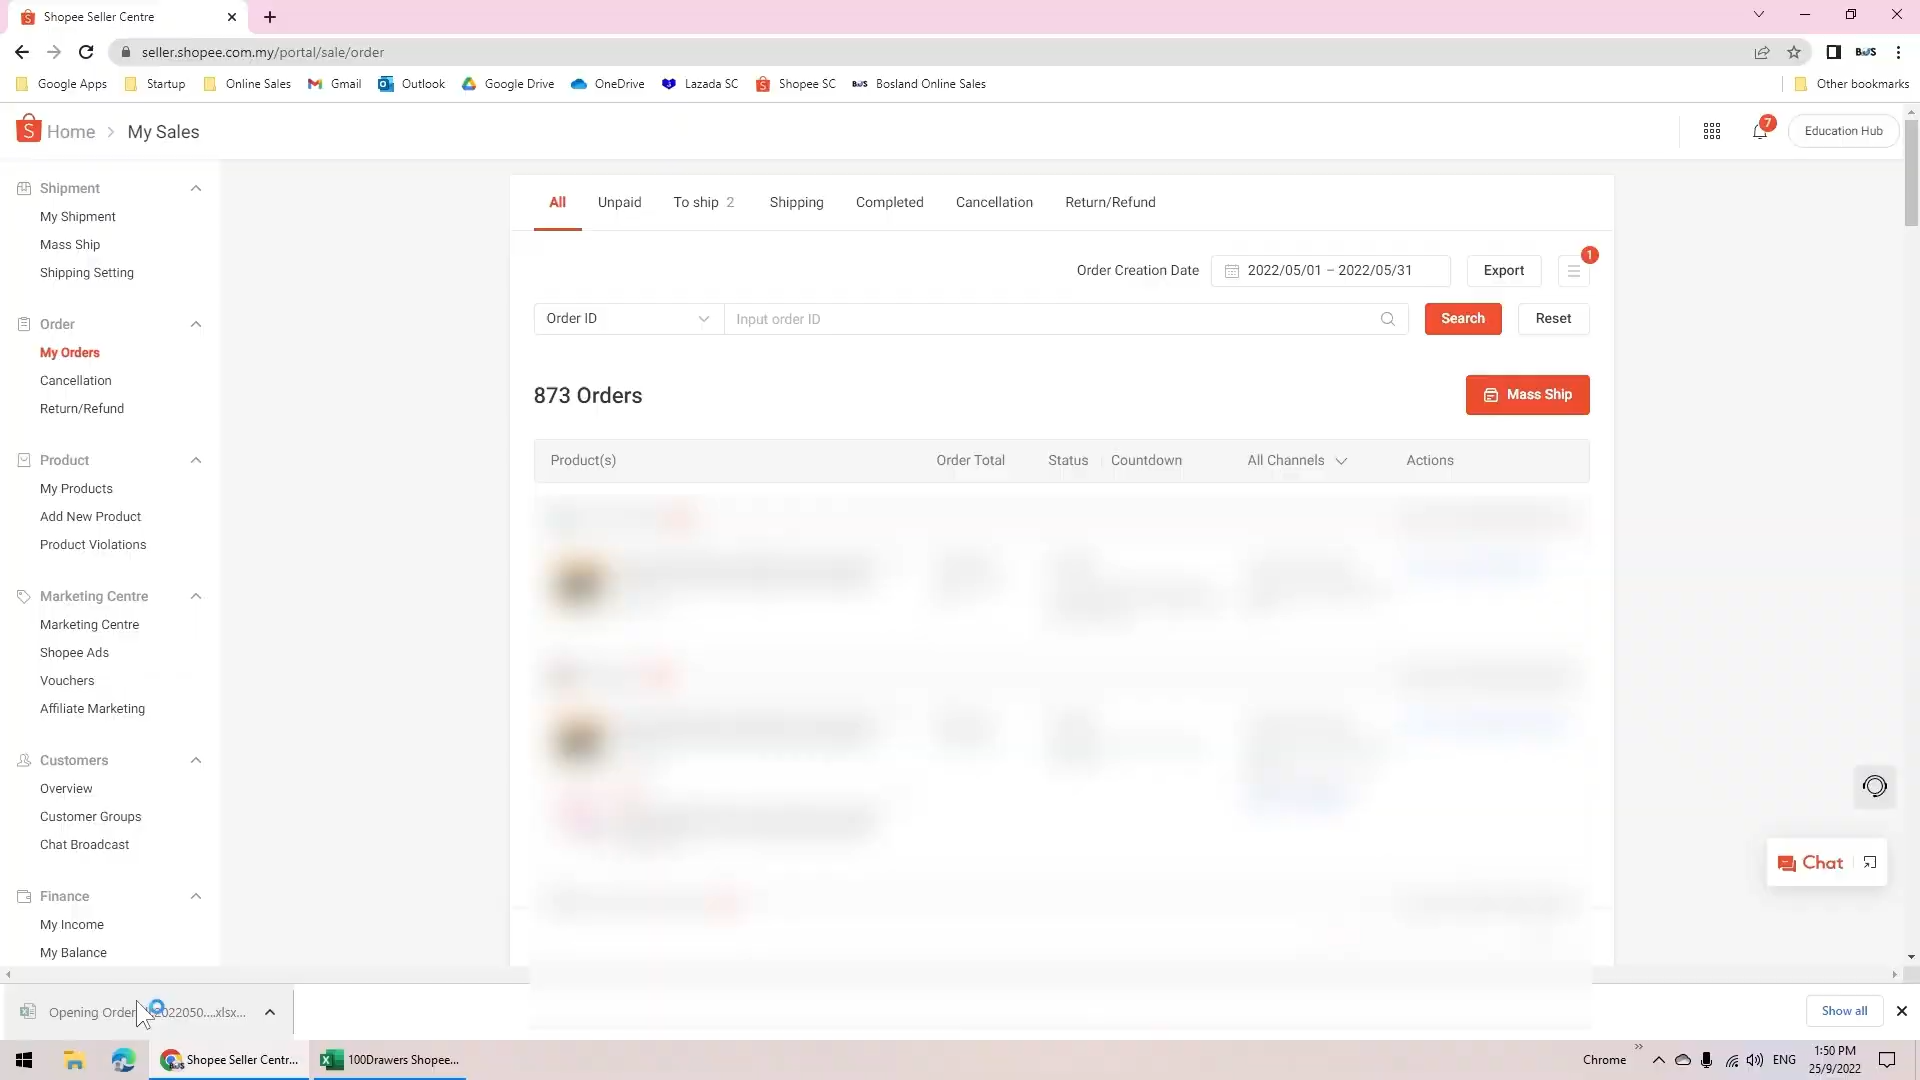 Shopee Seller Centre
seller.shopee.com.my/portal/sale/order
BOS
Google Apps
Startup
Online Sales
Gmail
Outlook
Google Drive
OneDrive
Lazada SC
Shopee SC
BOS Bosland Online Sales
Other bookmarks
Home > My Sales
7
Education Hub
Shipment
My Shipment
Mass Ship
Shipping Setting
Order
My Orders
Cancellation
Return/Refund
Product
My Products
Add New Product
Product Violations
Marketing Centre
Marketing Centre
Shopee Ads
Vouchers
Affiliate Marketing
Customers
Overview
Customer Groups
Chat Broadcast
Finance
My Income
My Balance
All
Unpaid
To ship 2
Shipping
Completed
Cancellation
Return/Refund
Order Creation Date
2022/05/01 – 2022/05/31
Export
1
Order ID
Input order ID
Search
Reset
873 Orders
Mass Ship
Product(s)
Order Total
Status
Countdown
All Channels
Actions
Chat
Opening Order 2022050....xlsx...
Show all
Shopee Seller Centr...
100Drawers Shopee...
Chrome
ENG
1:50 PM
25/9/2022